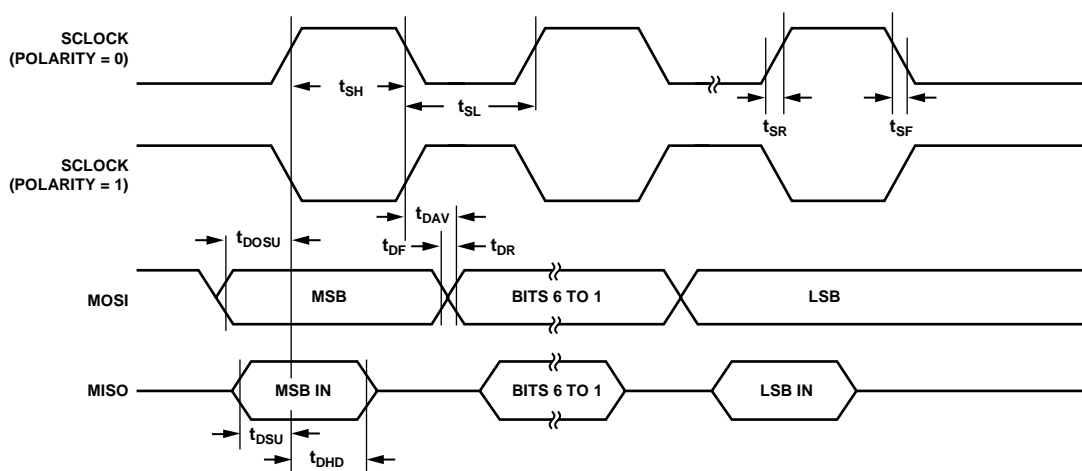 SCLOCK
(POLARITY = 0)
tSH
tSL
tSR
tSF
SCLOCK
(POLARITY = 1)
tDAV
tDOSU
tDF
tDR
MOSI
MSB
BITS 6 TO 1
LSB
MISO
MSB IN
BITS 6 TO 1
LSB IN
tDSU
tDHD